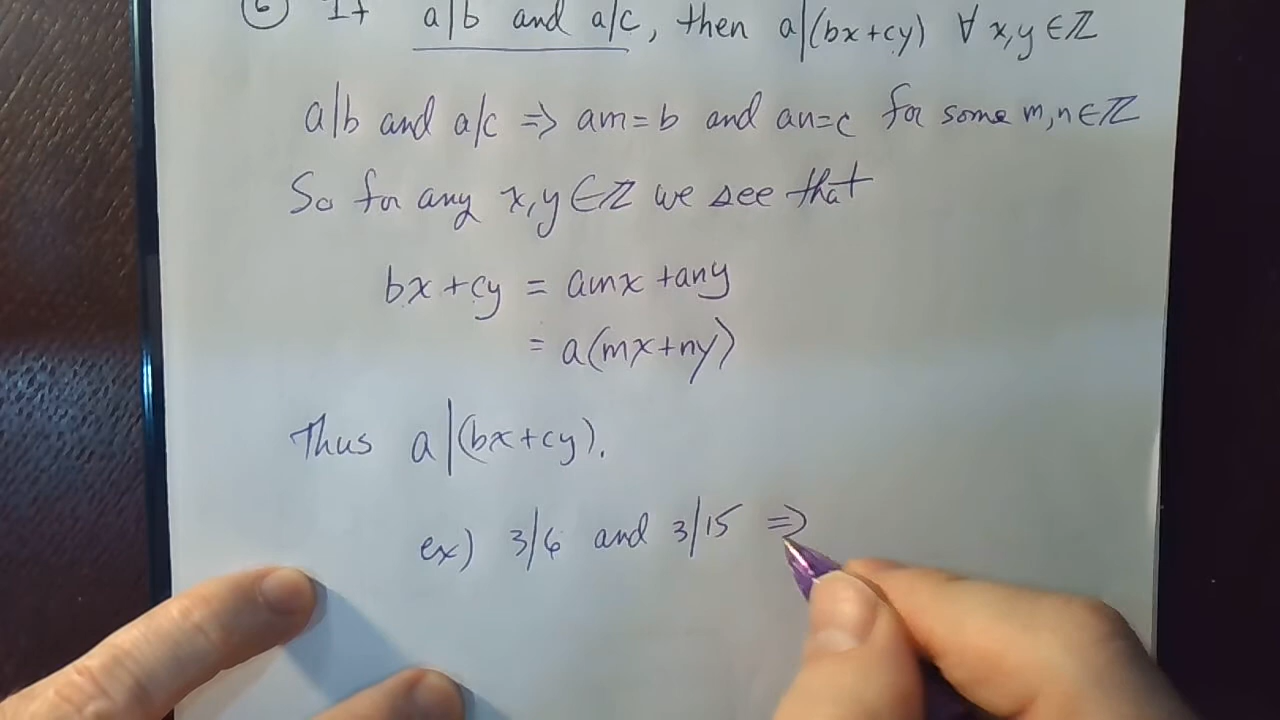 ⑥ If a|b and a|c, then a|(bx+cy) ∀ x,y ∈ ℤ
a|b and a|c ⇒ am=b and an=c for some m,n ∈ ℤ
So for any x,y ∈ ℤ we see that
bx+cy = amx+any
= a(mx+ny)
Thus a|(bx+cy).
ex) 3|6 and 3|15 ⇒